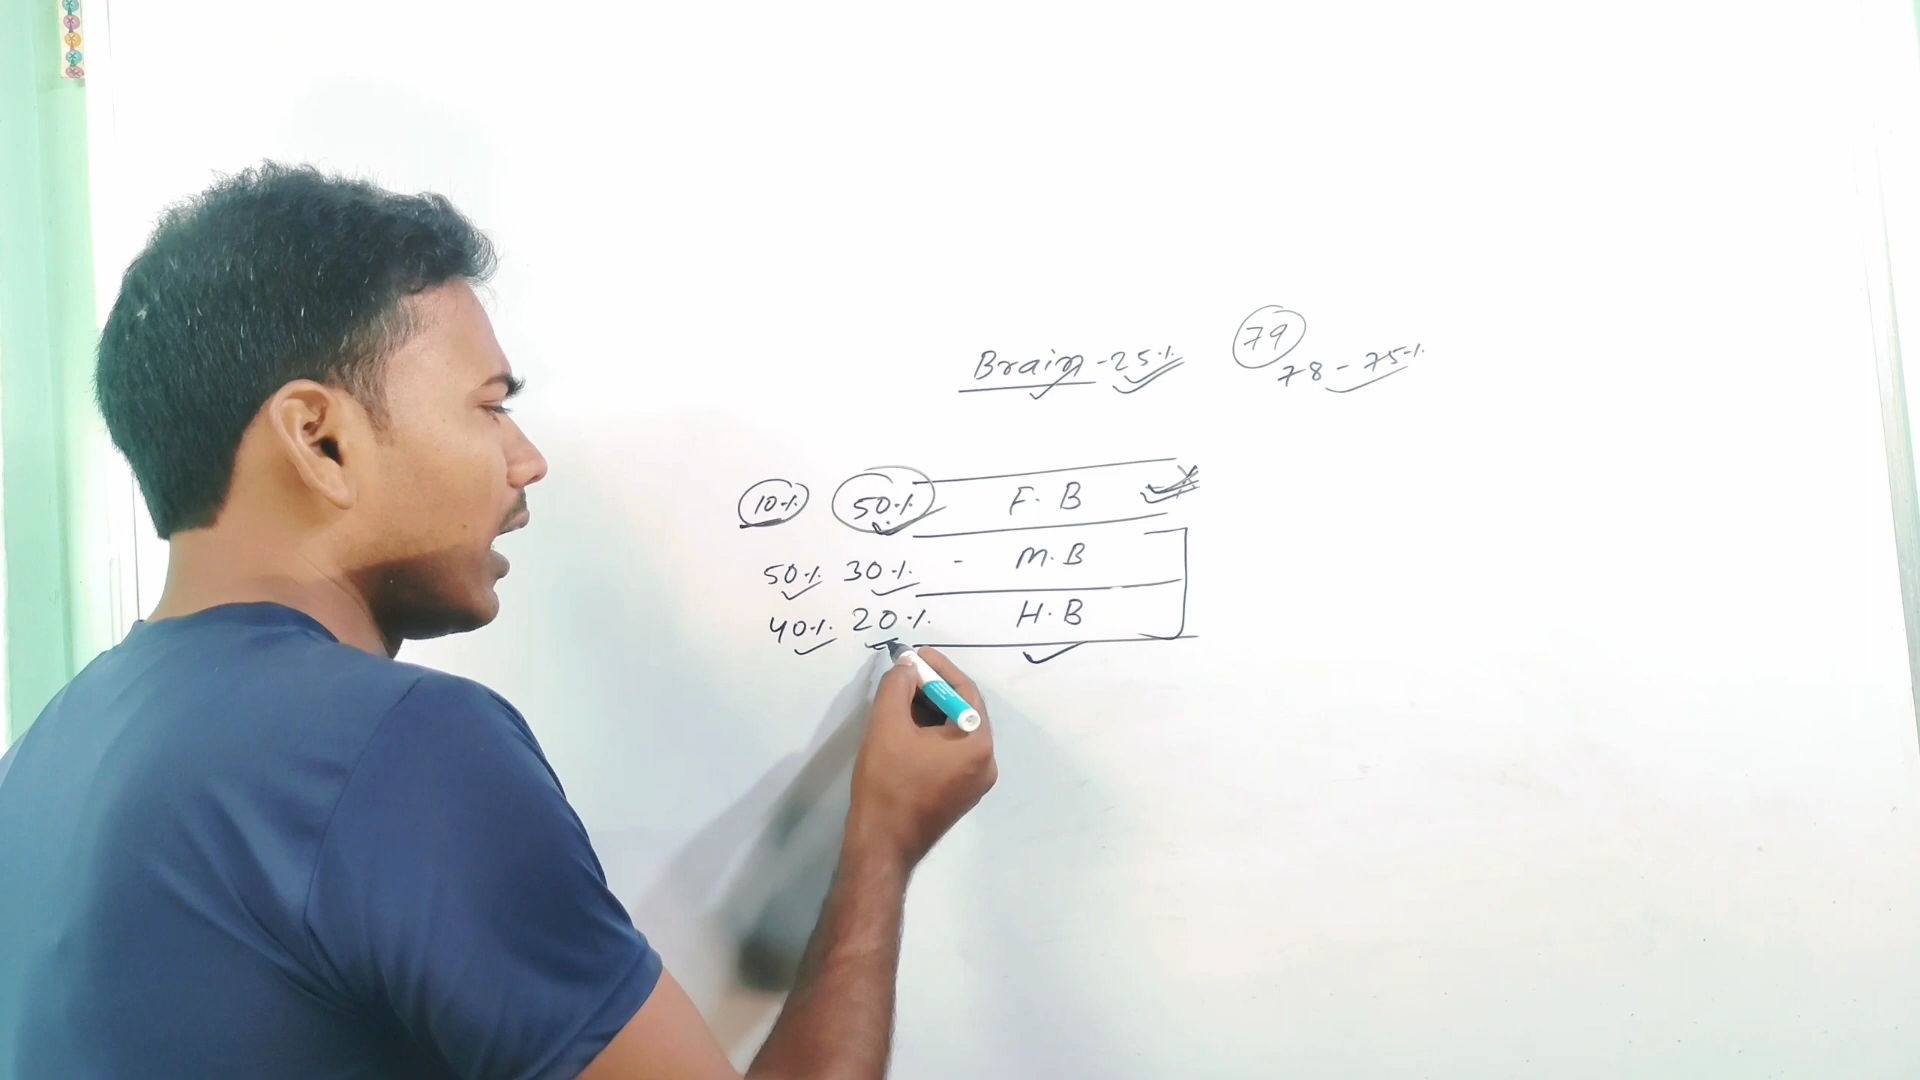 Brain - 25%
79
78 - 75%
10% 50% F. B
50% 30% - M. B
40% 20% H. B